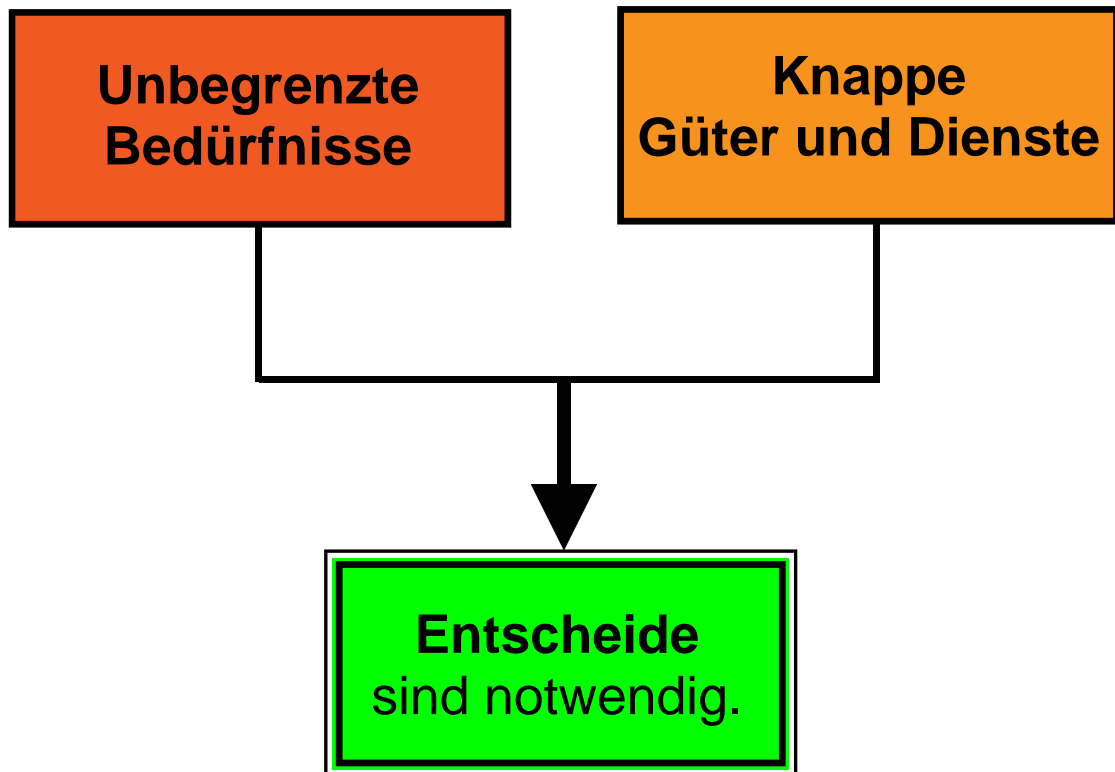 Unbegrenzte
Bedürfnisse
Knappe
Güter und Dienste
Entscheide
sind notwendig.